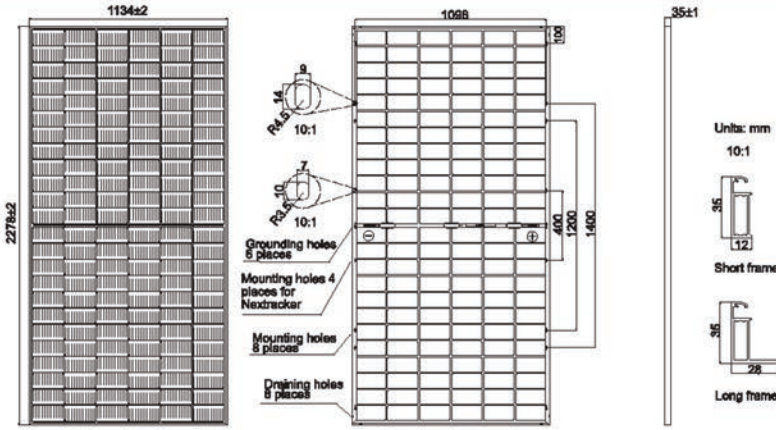 1134±2
2278±2
9
14
R4.5
10:1
7
10
R3.5
10:1
Grounding holes
6 places
Mounting holes 4
places for
Nextracker
Mounting holes
8 places
Draining holes
8 places
1098
100
400
1200
1400
35±1
Units: mm
10:1
35
12
Short frame
35
28
Long frame